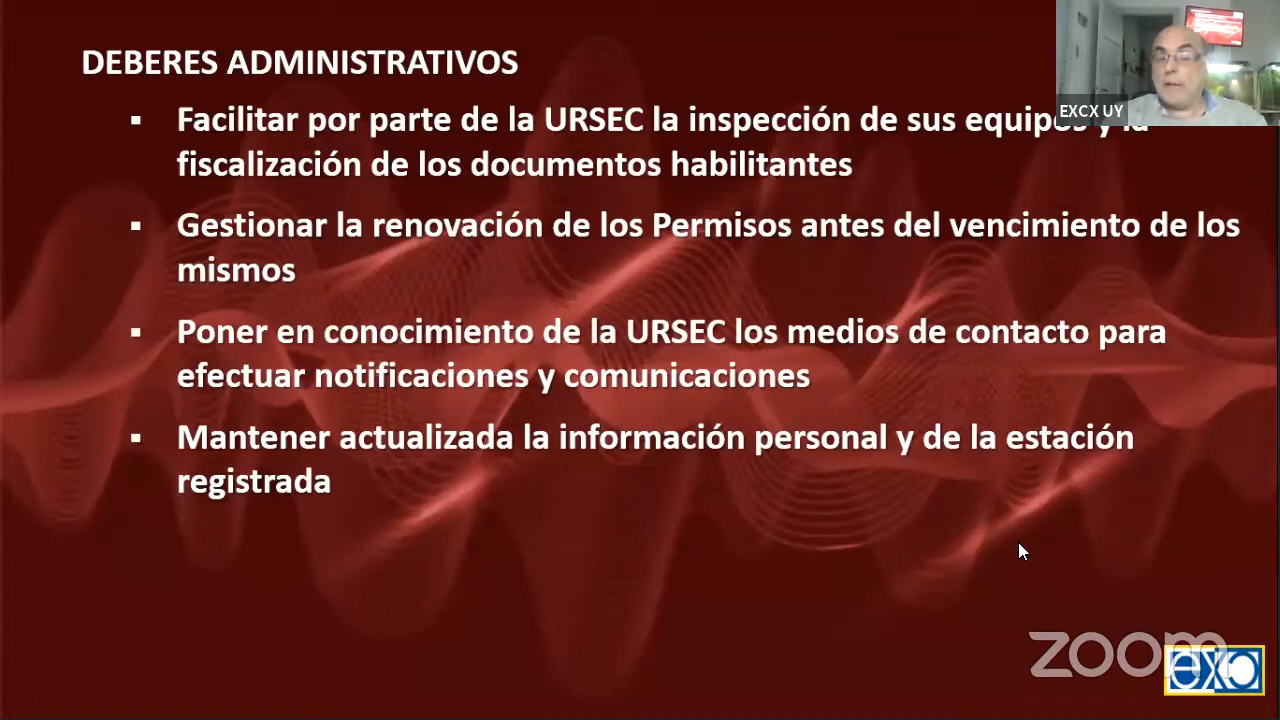 DEBERES ADMINISTRATIVOS
▪ Facilitar por parte de la URSEC la inspección de sus equipos y la
fiscalización de los documentos habilitantes
▪ Gestionar la renovación de los Permisos antes del vencimiento de los
mismos
▪ Poner en conocimiento de la URSEC los medios de contacto para
efectuar notificaciones y comunicaciones
▪ Mantener actualizada la información personal y de la estación
registrada
EXCX UY
zoom